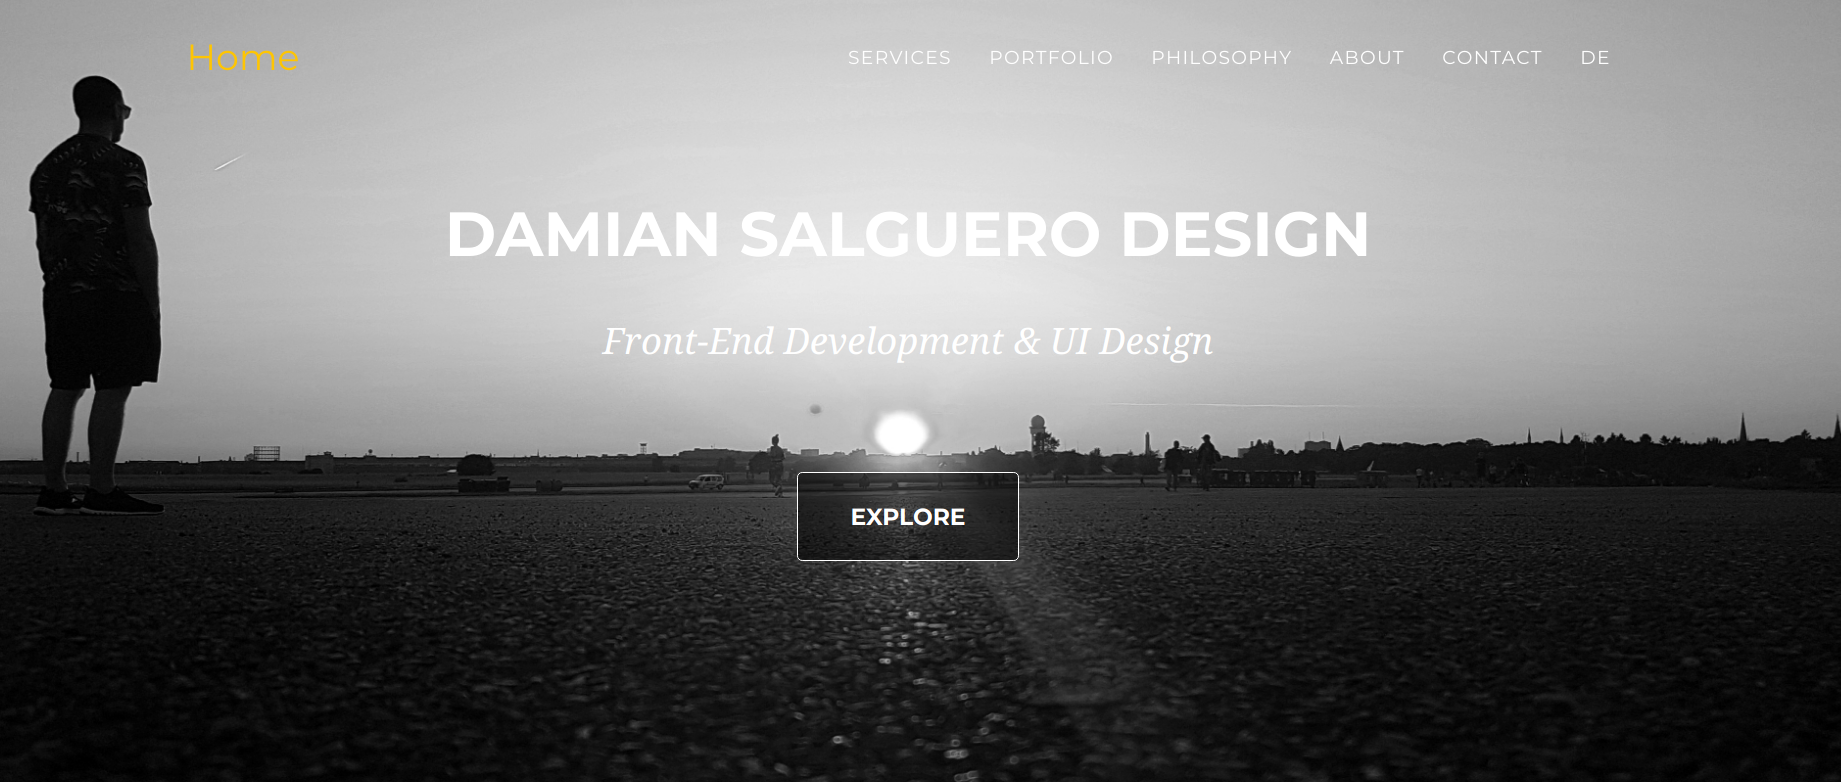 Home
SERVICES PORTFOLIO PHILOSOPHY ABOUT CONTACT DE
DAMIAN SALGUERO DESIGN
Front-End Development & UI Design
EXPLORE